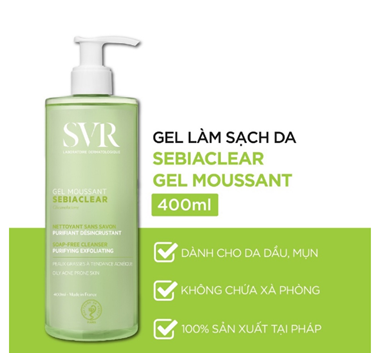 SVR
LABORATOIRE DERMATOLOGIQUE
GEL MOUSSANT
SEBIACLEAR
NETTOYANT SANS SAVON
PURIFIANT DESINCRUSTANT
SOAP-FREE CLEANSER
PURIFYING EXFOLIATING
GEL LÀM SẠCH DA
SEBIACLEAR
GEL MOUSSANT
400ml
DÀNH CHO DA DẦU, MỤN
KHÔNG CHỨA XÀ PHÒNG
100% SẢN XUẤT TẠI PHÁP